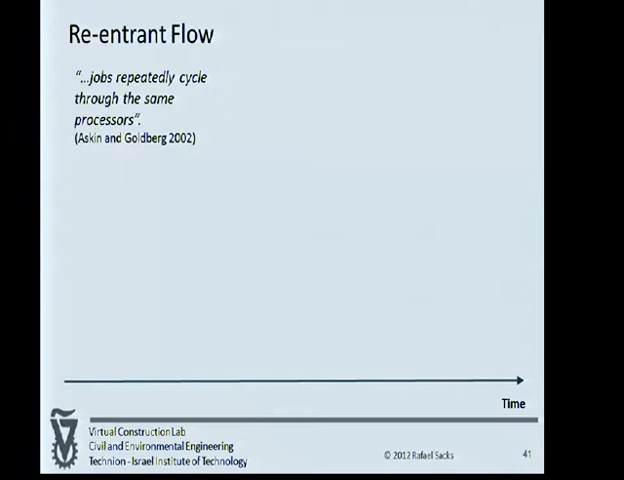 Re-entrant Flow
“...jobs repeatedly cycle
through the same
processors”.
(Askin and Goldberg 2002)
Time
Virtual Construction Lab
Civil and Environmental Engineering
Technion - Israel Institute of Technology
© 2012 Rafael Sacks
41